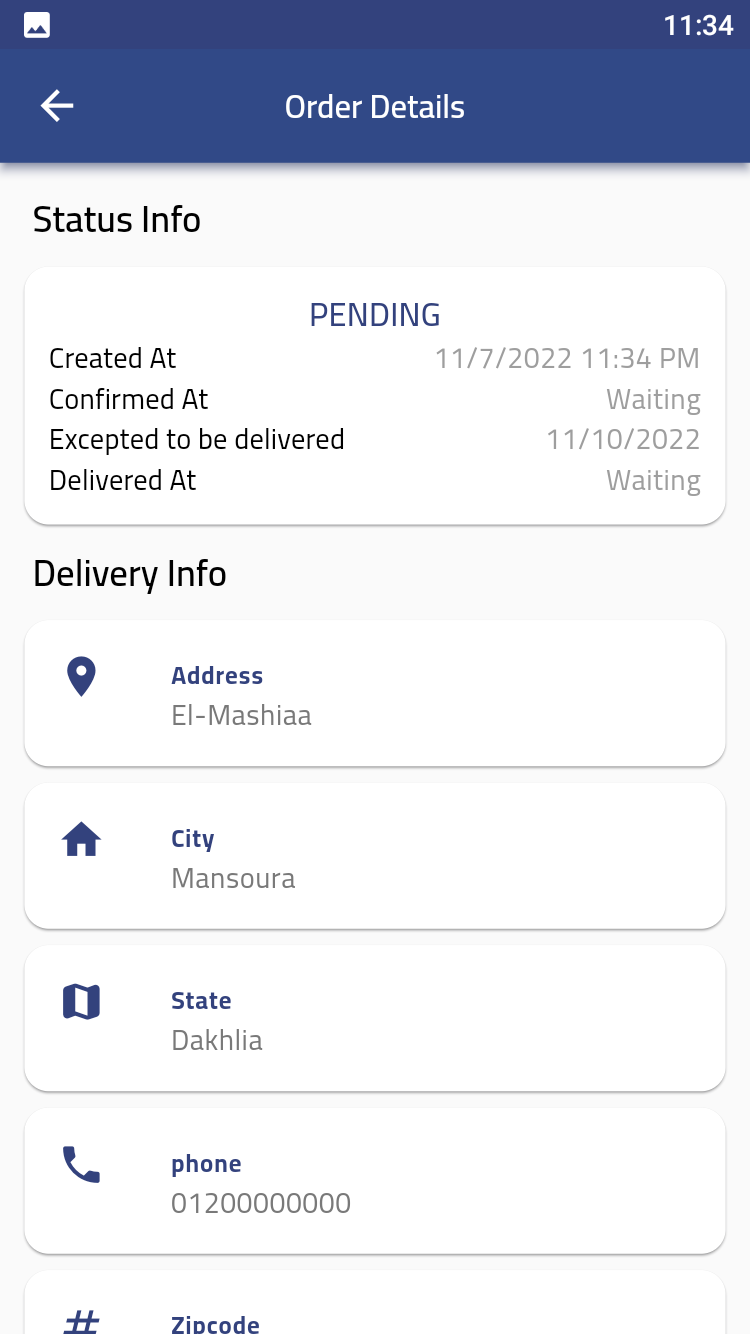 11:34
Order Details
Status Info
PENDING
Created At 11/7/2022 11:34 PM
Confirmed At Waiting
Excepted to be delivered 11/10/2022
Delivered At Waiting
Delivery Info
Address
El-Mashiaa
City
Mansoura
State
Dakhlia
phone
01200000000
Zipcode